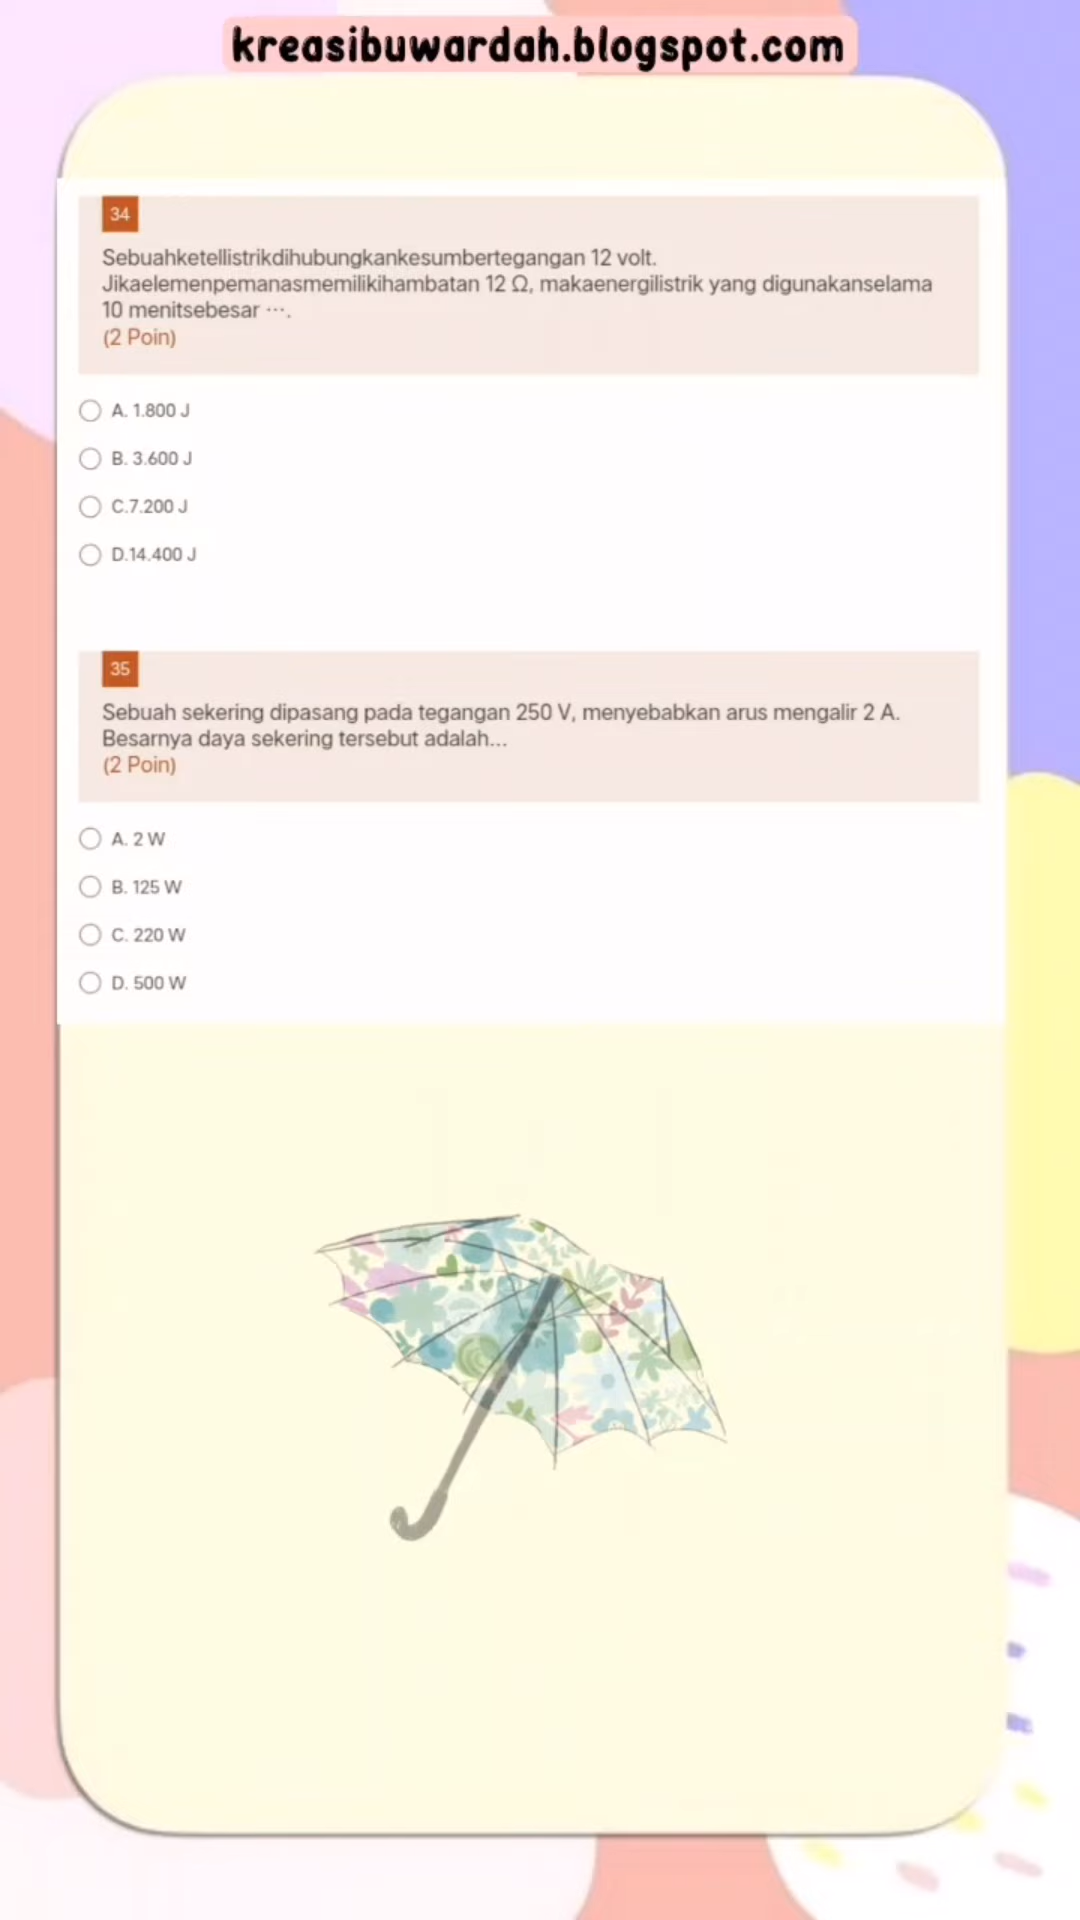 kreasibuwardah.blogspot.com
34
Sebuahketellistrikdihubungkankesumbertegangan 12 volt.
Jikaelemenpemanasmemilikihambatan 12 Ω, makaenergilistrik yang digunakanselama
10 menitsebesar ….
(2 Poin)
A. 1.800 J
B. 3.600 J
C.7.200 J
D.14.400 J
35
Sebuah sekering dipasang pada tegangan 250 V, menyebabkan arus mengalir 2 A.
Besarnya daya sekering tersebut adalah...
(2 Poin)
A. 2 W
B. 125 W
C. 220 W
D. 500 W